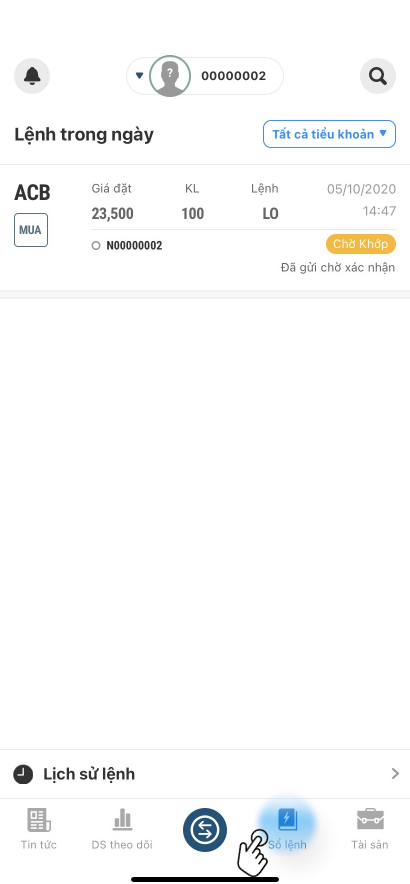 ?
00000002
Lệnh trong ngày
Tất cả tiểu khoản
ACB Giá đặt KL Lệnh 05/10/2020
23,500 100 LO 14:47
MUA
N00000002 Chờ Khớp
Đã gửi chờ xác nhận
Lịch sử lệnh
Tin tức DS theo dõi Sổ lệnh Tài sản